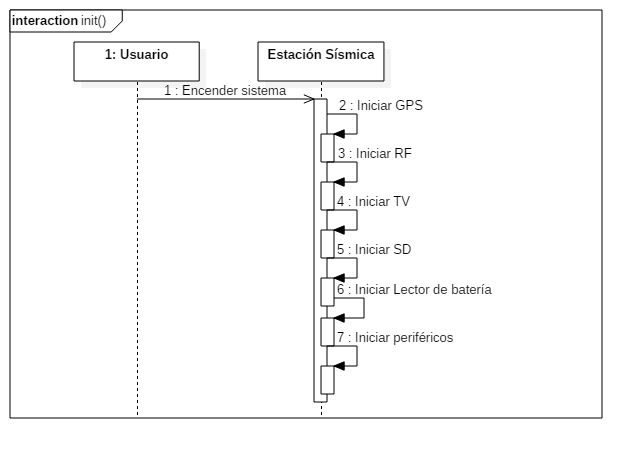 interaction init()
1: Usuario
Estación Sísmica
1 : Encender sistema
2 : Iniciar GPS
3 : Iniciar RF
4 : Iniciar TV
5 : Iniciar SD
6 : Iniciar Lector de batería
7 : Iniciar periféricos